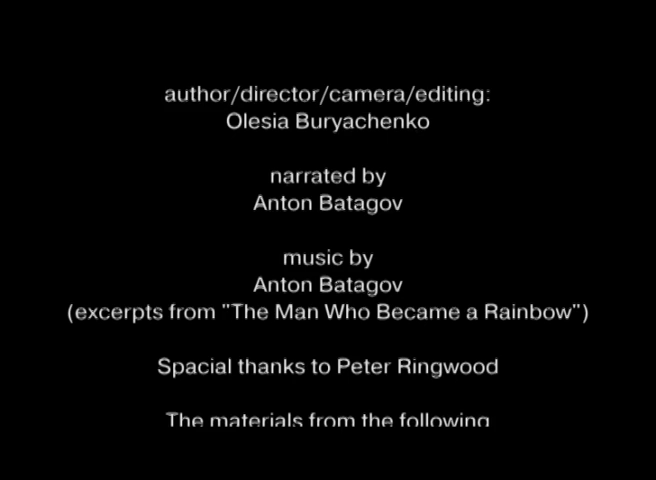 author/director/camera/editing:
Olesia Buryachenko
narrated by
Anton Batagov
music by
Anton Batagov
(excerpts from "The Man Who Became a Rainbow")
Spacial thanks to Peter Ringwood
The materials from the following